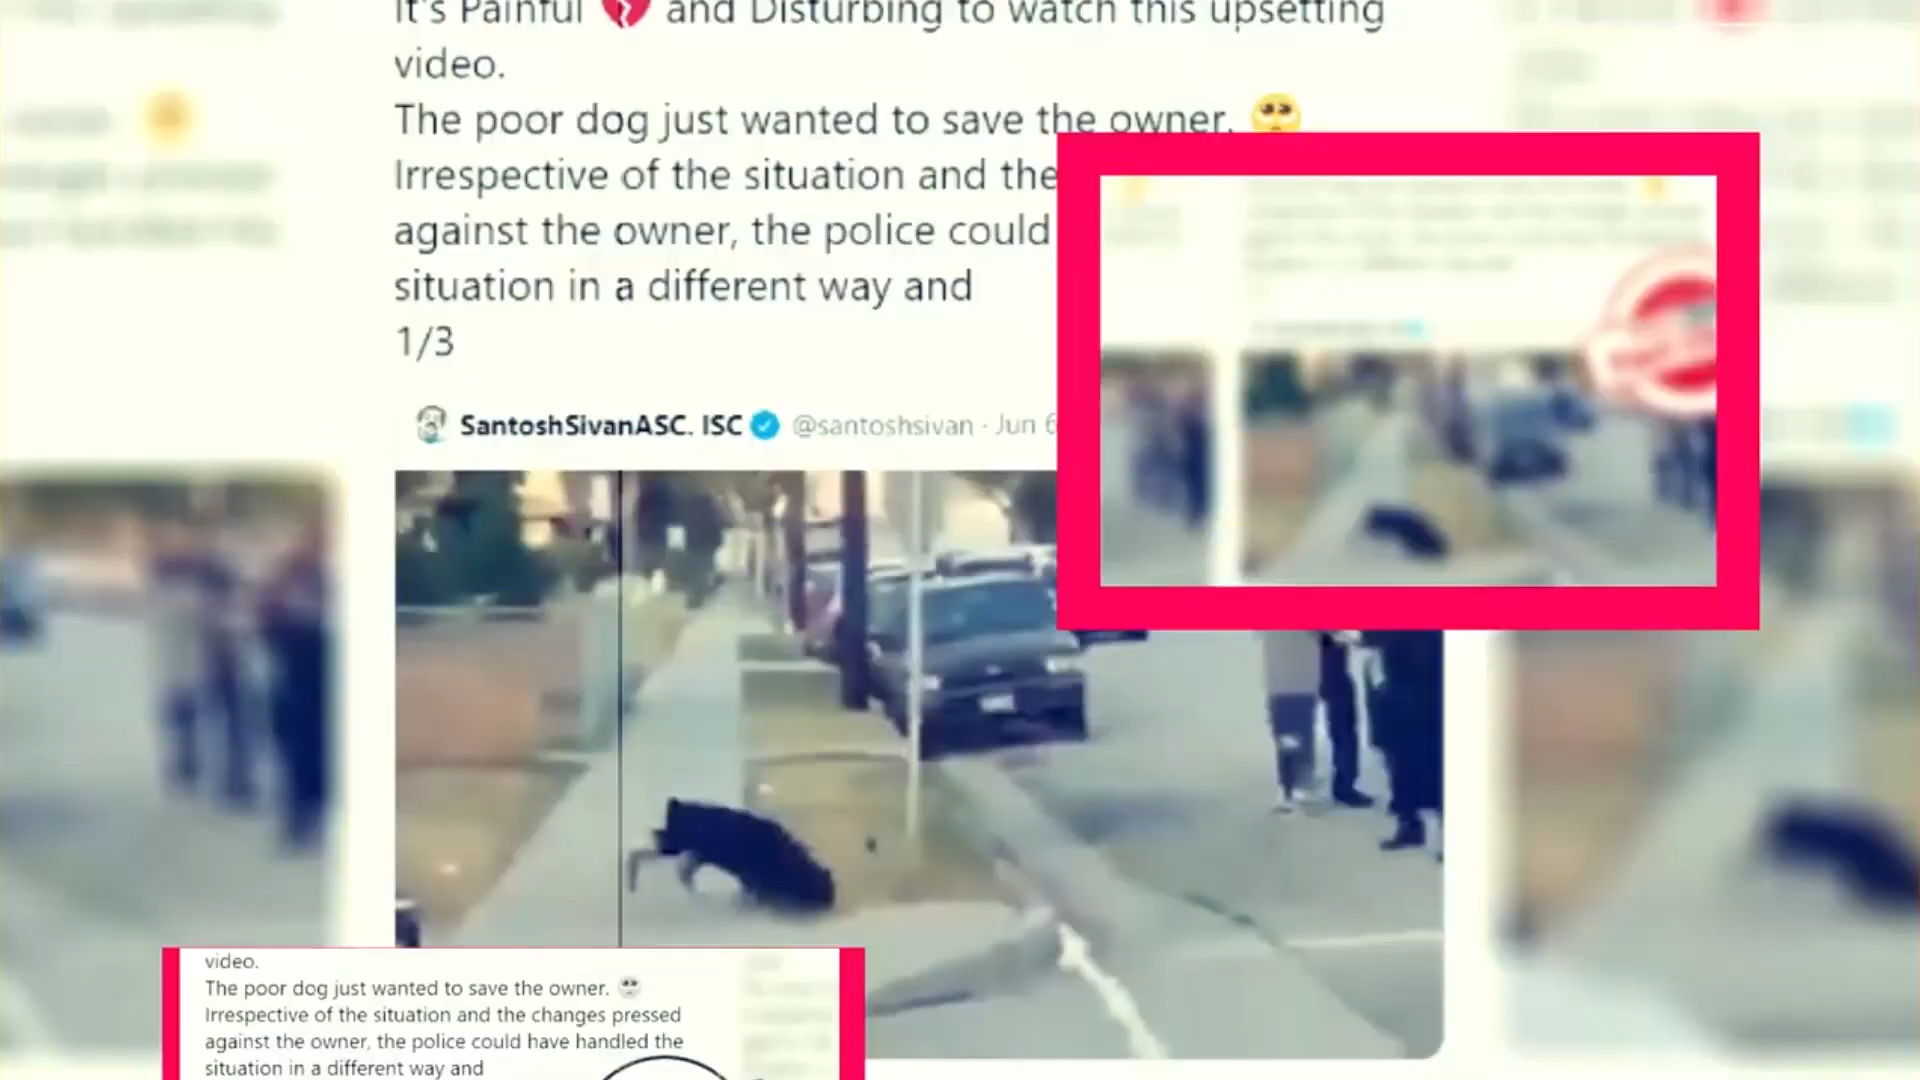 It's Painful 💔 and Disturbing to watch this upsetting
video.
The poor dog just wanted to save the owner. 🥺
Irrespective of the situation and the
against the owner, the police could
situation in a different way and
1/3
SantoshSivanASC. ISC @santoshsivan · Jun 6
video.
The poor dog just wanted to save the owner. 🥺
Irrespective of the situation and the changes pressed
against the owner, the police could have handled the
situation in a different way and